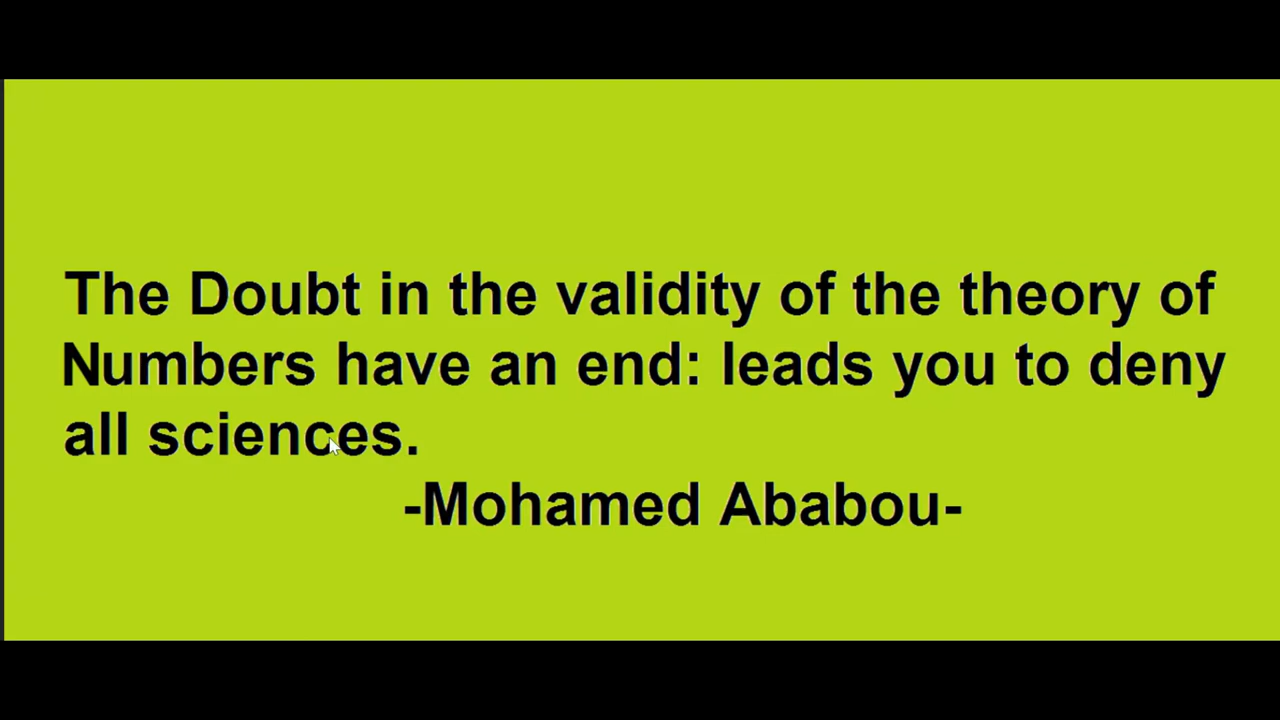 The Doubt in the validity of the theory of
Numbers have an end: leads you to deny
all sciences.
-Mohamed Ababou-